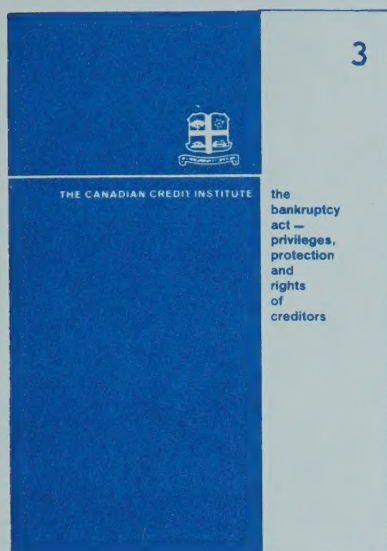 3
THE CANADIAN CREDIT INSTITUTE
the
bankruptcy
act —
privileges,
protection
and
rights
of
creditors